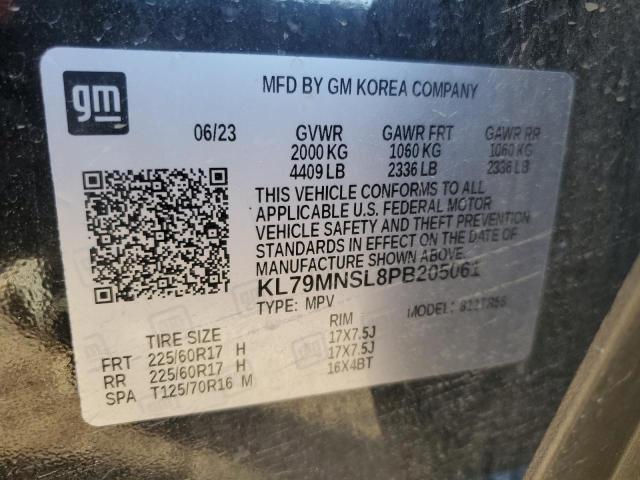 gm
MFD BY GM KOREA COMPANY
06/23 GVWR GAWR FRT GAWR RR
2000 KG 1060 KG 1060 KG
4409 LB 2336 LB 2336 LB
THIS VEHICLE CONFORMS TO ALL
APPLICABLE U.S. FEDERAL MOTOR
VEHICLE SAFETY AND THEFT PREVENTION
STANDARDS IN EFFECT ON THE DATE OF
MANUFACTURE SHOWN ABOVE.
KL79MNSL8PB205061
TYPE: MPV MODEL:
TIRE SIZE RIM
FRT 225/60R17 H 17X7.5J
RR 225/60R17 H 17X7.5J
SPA T125/70R16 M 16X4BT